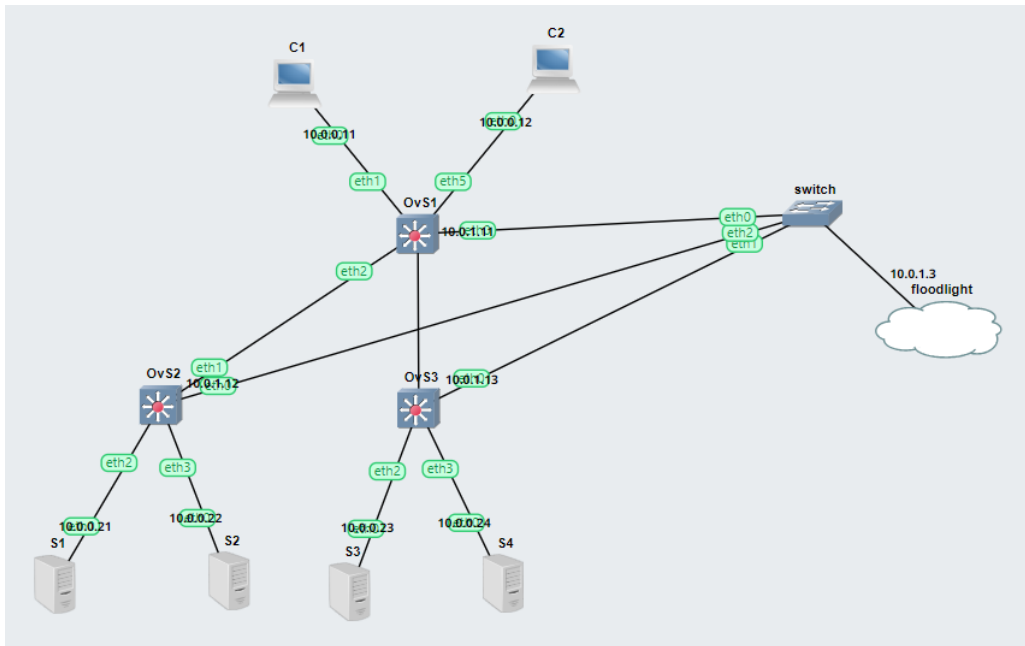 C2
C1
10.0.0.12
10.0.0.11
eth1
eth5
switch
OvS1
eth0
10.0.1.11
eth2
eth1
eth2
10.0.1.3
floodlight
eth1
OvS2
10.0.1.12
OvS3
10.0.1.13
eth2
eth3
eth2
eth3
10.0.0.21
10.0.0.22
10.0.0.23
10.0.0.24
S1
S2
S3
S4